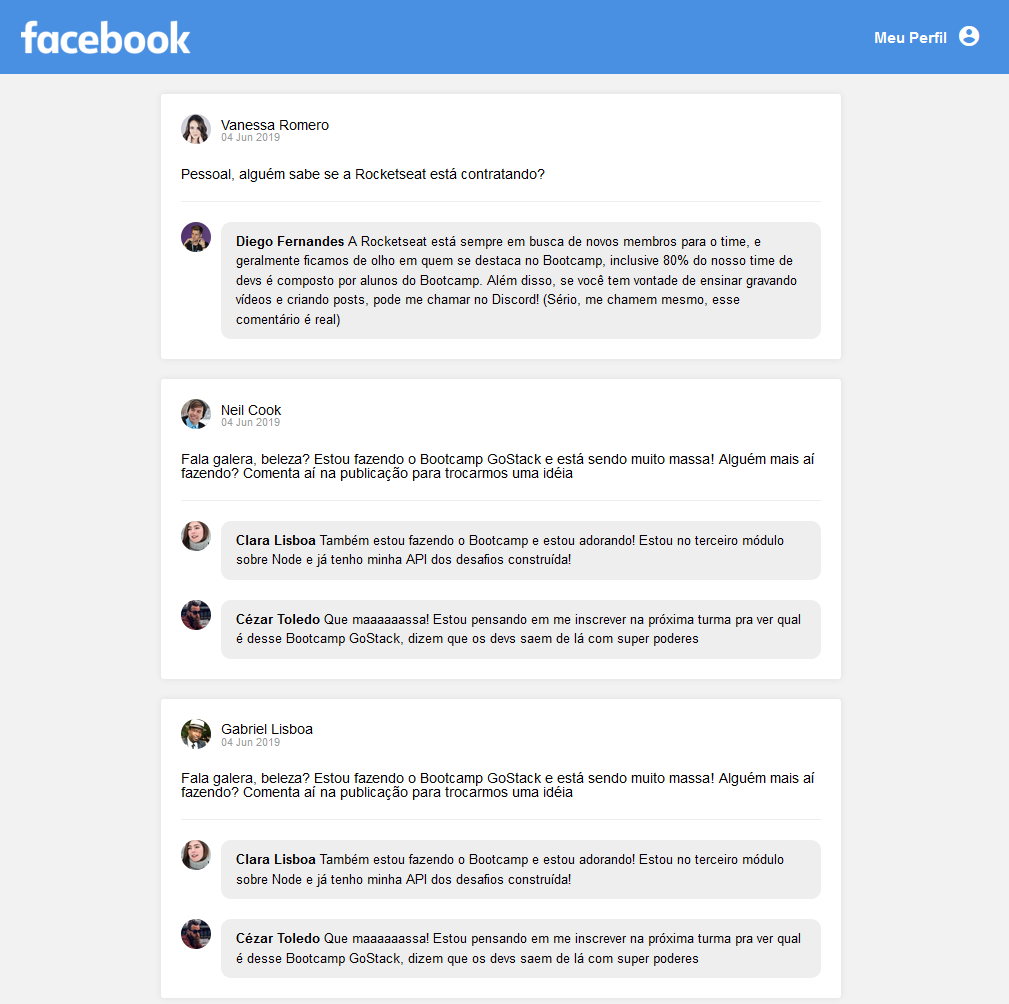 facebook
Meu Perfil
Vanessa Romero
04 Jun 2019
Pessoal, alguém sabe se a Rocketseat está contratando?
Diego Fernandes A Rocketseat está sempre em busca de novos membros para o time, e
geralmente ficamos de olho em quem se destaca no Bootcamp, inclusive 80% do nosso time de
devs é composto por alunos do Bootcamp. Além disso, se você tem vontade de ensinar gravando
vídeos e criando posts, pode me chamar no Discord! (Sério, me chamem mesmo, esse
comentário é real)
Neil Cook
04 Jun 2019
Fala galera, beleza? Estou fazendo o Bootcamp GoStack e está sendo muito massa! Alguém mais aí
fazendo? Comenta aí na publicação para trocarmos uma idéia
Clara Lisboa Também estou fazendo o Bootcamp e estou adorando! Estou no terceiro módulo
sobre Node e já tenho minha API dos desafios construída!
Cézar Toledo Que maaaaaassa! Estou pensando em me inscrever na próxima turma pra ver qual
é desse Bootcamp GoStack, dizem que os devs saem de lá com super poderes
Gabriel Lisboa
04 Jun 2019
Fala galera, beleza? Estou fazendo o Bootcamp GoStack e está sendo muito massa! Alguém mais aí
fazendo? Comenta aí na publicação para trocarmos uma idéia
Clara Lisboa Também estou fazendo o Bootcamp e estou adorando! Estou no terceiro módulo
sobre Node e já tenho minha API dos desafios construída!
Cézar Toledo Que maaaaaassa! Estou pensando em me inscrever na próxima turma pra ver qual
é desse Bootcamp GoStack, dizem que os devs saem de lá com super poderes